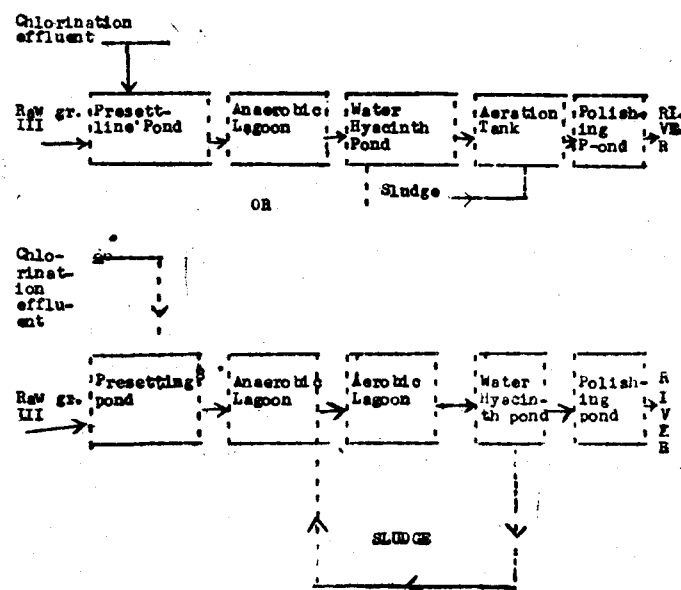 Chlorination
effluent
Raw gr.
III
Presett-
line Pond
Anaerobic
Lagoon
Water
Hyacinth
Pond
Aeration
Tank
Polish-
ing
P-ond
RI-
VE
R
Sludge
OR
Chlo-
rinat-
ion
efflu-
ent
Raw gr.
III
Presetting
pond
Anaerobic
Lagoon
Aerobic
Lagoon
Water
Hyacin-
th pond
Polish-
ing
pond
R
I
V
E
R
SLUDGE